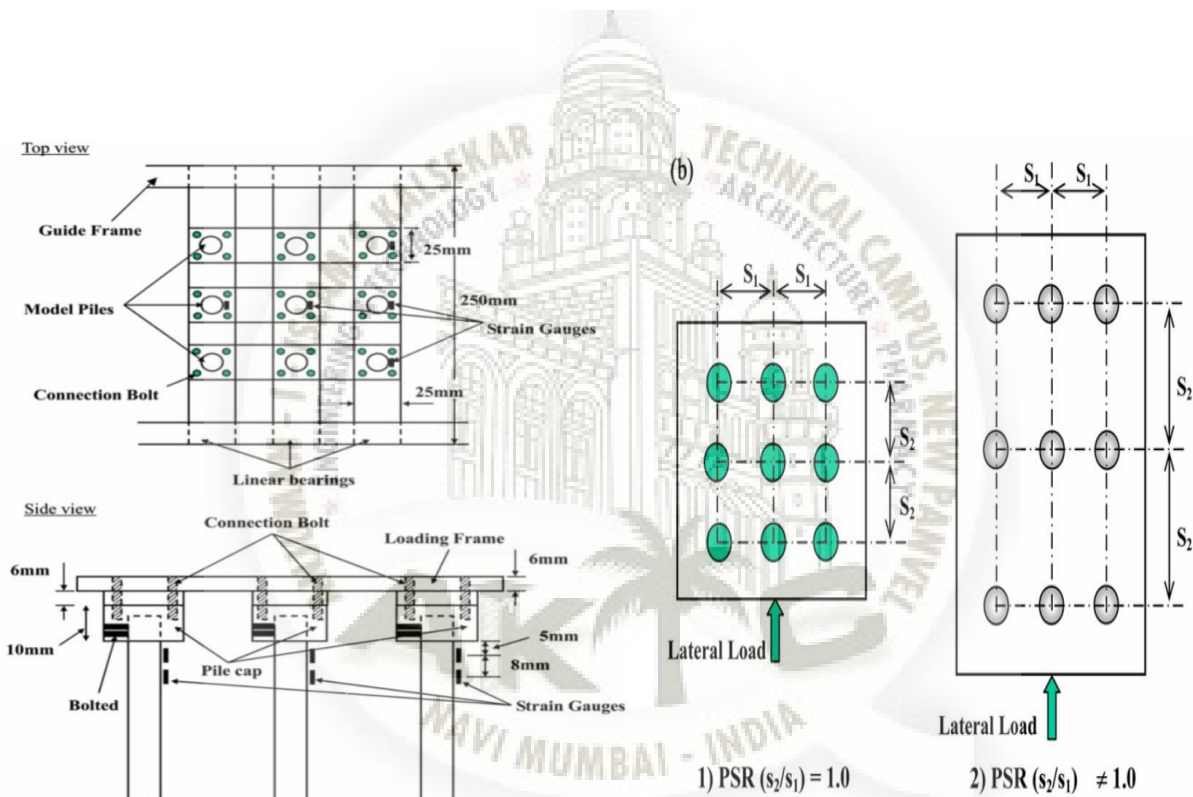 Top view
Guide Frame
25mm
Model Piles
250mm
Strain Gauges
Connection Bolt
25mm
Linear bearings
Side view
Connection Bolt
Loading Frame
6mm
6mm
10mm
5mm
Pile cap
8mm
Bolted
Strain Gauges
(b)
S₁ S₁
S₂
S₂
Lateral Load
1) PSR (s₂/s₁) = 1.0
S₁ S₁
S₂
S₂
Lateral Load
2) PSR (s₂/s₁) ≠ 1.0
KALSEKAR TECHNICAL CAMPUS, NEW PANVEL
ENGINEERING TECHNOLOGY ARCHITECTURE
NAVI MUMBAI - INDIA